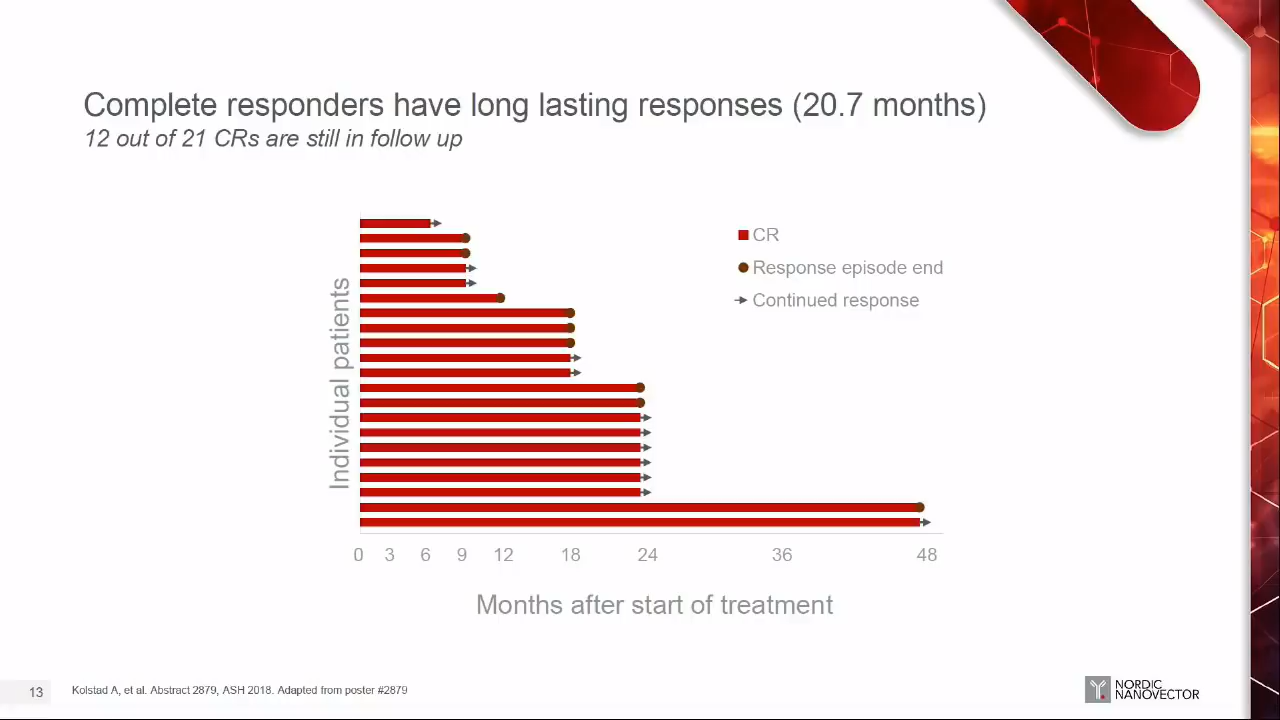 Complete responders have long lasting responses (20.7 months)
12 out of 21 CRs are still in follow up
CR
Response episode end
Continued response
Individual patients
0 3 6 9 12 18 24 36 48
Months after start of treatment
13
Kolstad A, et al. Abstract 2879, ASH 2018. Adapted from poster #2879
NORDIC
NANOVECTOR